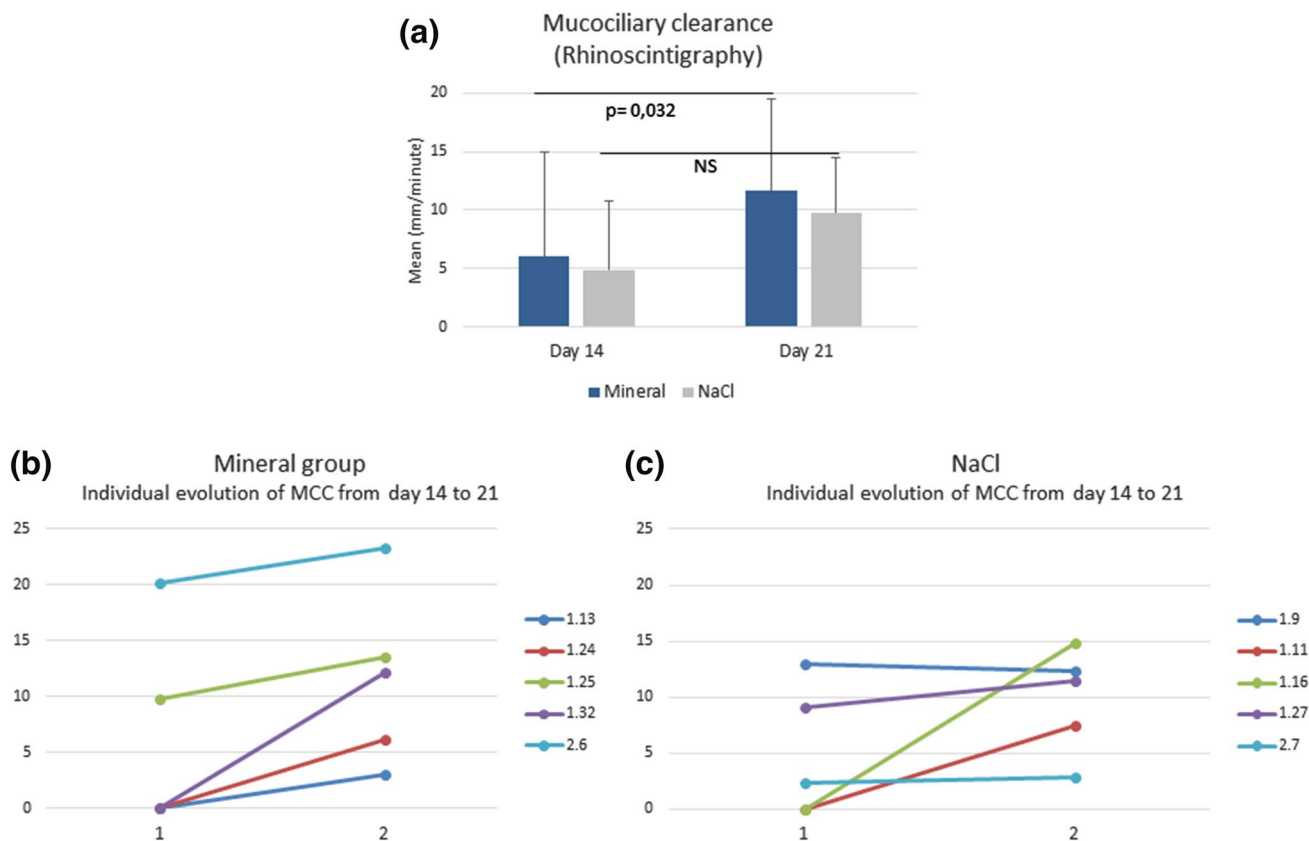 (a)
Mucociliary clearance
(Rhinoscintigraphy)
Mean (mm/minute)
20
15
10
5
0
p= 0,032
NS
Day 14
Day 21
Mineral
NaCl
(b)
Mineral group
Individual evolution of MCC from day 14 to 21
25
20
15
10
5
0
1
2
1.13
1.24
1.25
1.32
2.6
(c)
NaCl
Individual evolution of MCC from day 14 to 21
25
20
15
10
5
0
1
2
1.9
1.11
1.16
1.27
2.7